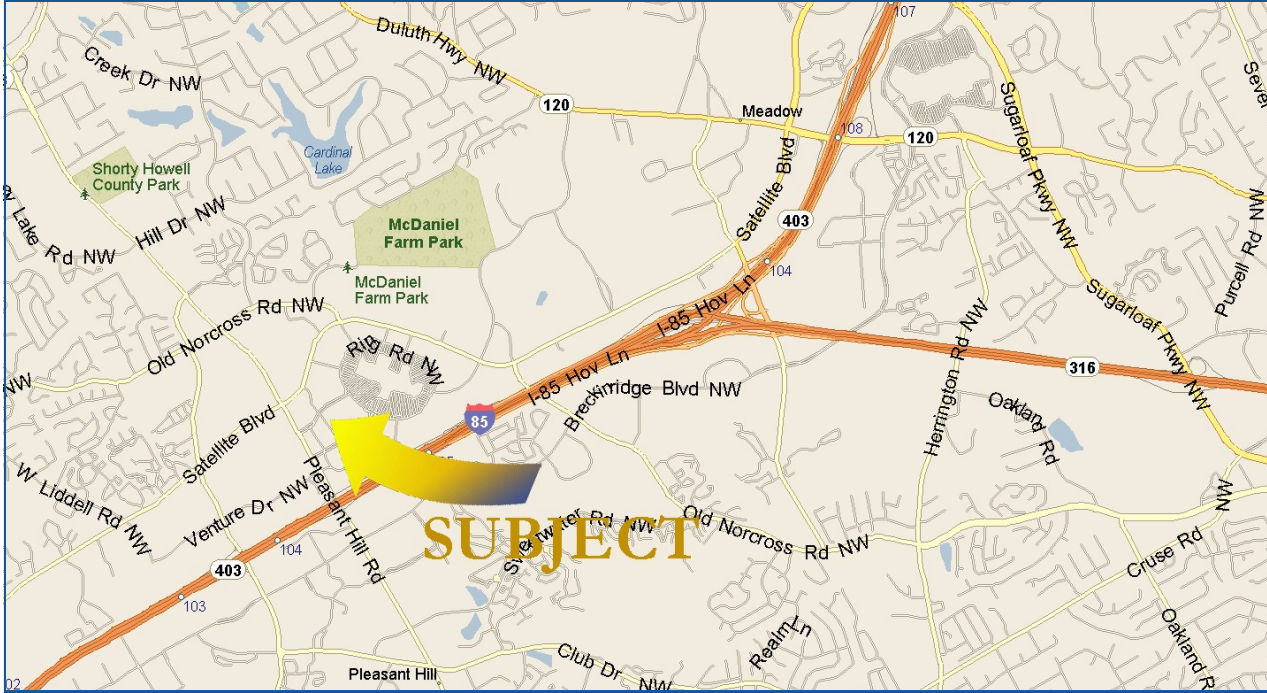 107
Duluth Hwy NW
Creek Dr NW
120
Meadow
108
120
Sugarloaf Pkwy NW
Cardinal
Lake
Shorty Howell
County Park
Satellite Blvd
403
McDaniel
Farm Park
Hill Dr NW
Lake Rd NW
Purcell Rd NW
104
McDaniel
Farm Park
I-85 Hov Ln
Sugarloaf Pkwy NW
Old Norcross Rd NW
Ring Rd NW
I-85 Hov Ln
316
NW
Breckinridge Blvd NW
Herrington Rd NW
Oakland Rd
85
Satellite Blvd
W Liddell Rd NW
Venture Dr NW
Pleasant Hill Rd
SUBJECT
Sweetwater Rd NW
Old Norcross Rd NW
NW
104
403
Cruse Rd
103
Realm Ln
Oakland R
Club Dr NW
Pleasant Hill
02